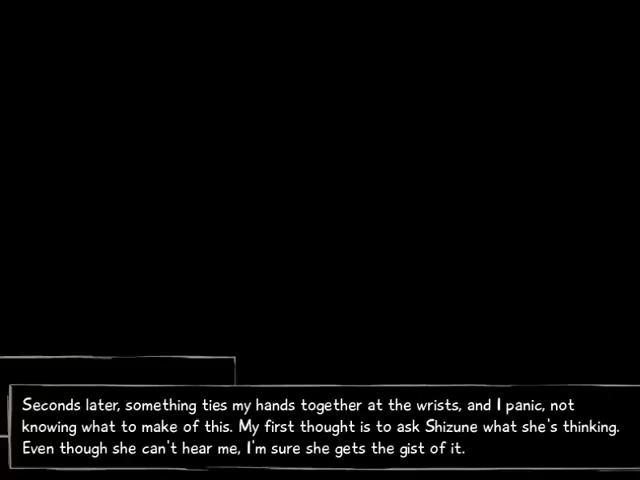 Seconds later, something ties my hands together at the wrists, and I panic, not
knowing what to make of this. My first thought is to ask Shizune what she's thinking.
Even though she can't hear me, I'm sure she gets the gist of it.